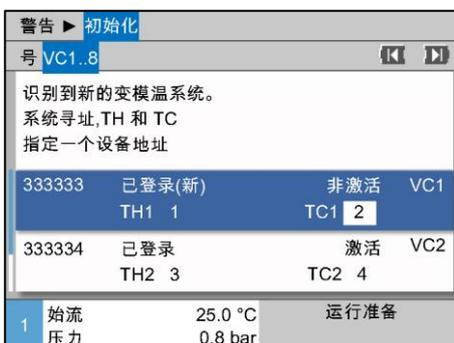 警告 ► 初始化
号 VC1..8
识别到新的变模温系统。
系统寻址,TH 和 TC
指定一个设备地址
333333 已登录(新) 非激活 VC1
TH1 1 TC1 2
333334 已登录 激活 VC2
TH2 3 TC2 4
1 始流 25.0 °C 运行准备
压力 0.8 bar